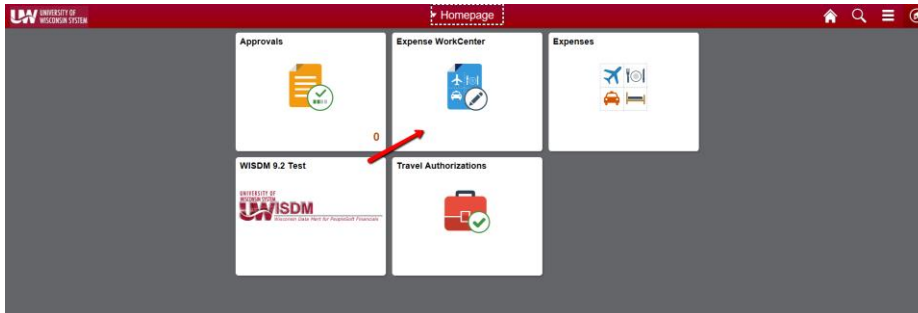 UW UNIVERSITY OF
WISCONSIN SYSTEM
Homepage
Approvals
Expense WorkCenter
Expenses
0
WISDM 9.2 Test
Travel Authorizations
UNIVERSITY OF
WISCONSIN SYSTEM
WISDM
Wisconsin Data Mart for PeopleSoft Financials